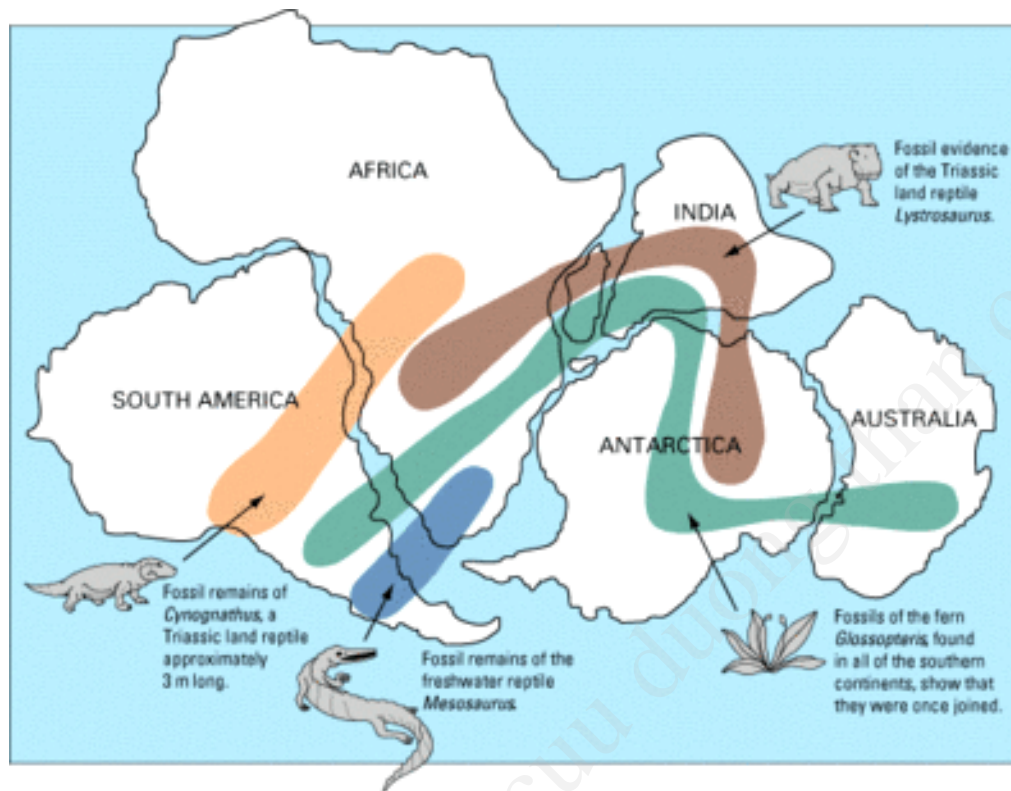 AFRICA
INDIA
SOUTH AMERICA
ANTARCTICA
AUSTRALIA
Fossil evidence
of the Triassic
land reptile
Lystrosaurus.
Fossil remains of
Cynognathus, a
Triassic land reptile
approximately
3 m long.
Fossil remains of the
freshwater reptile
Mesosaurus.
Fossils of the fern
Glossopteris, found
in all of the southern
continents, show that
they were once joined.